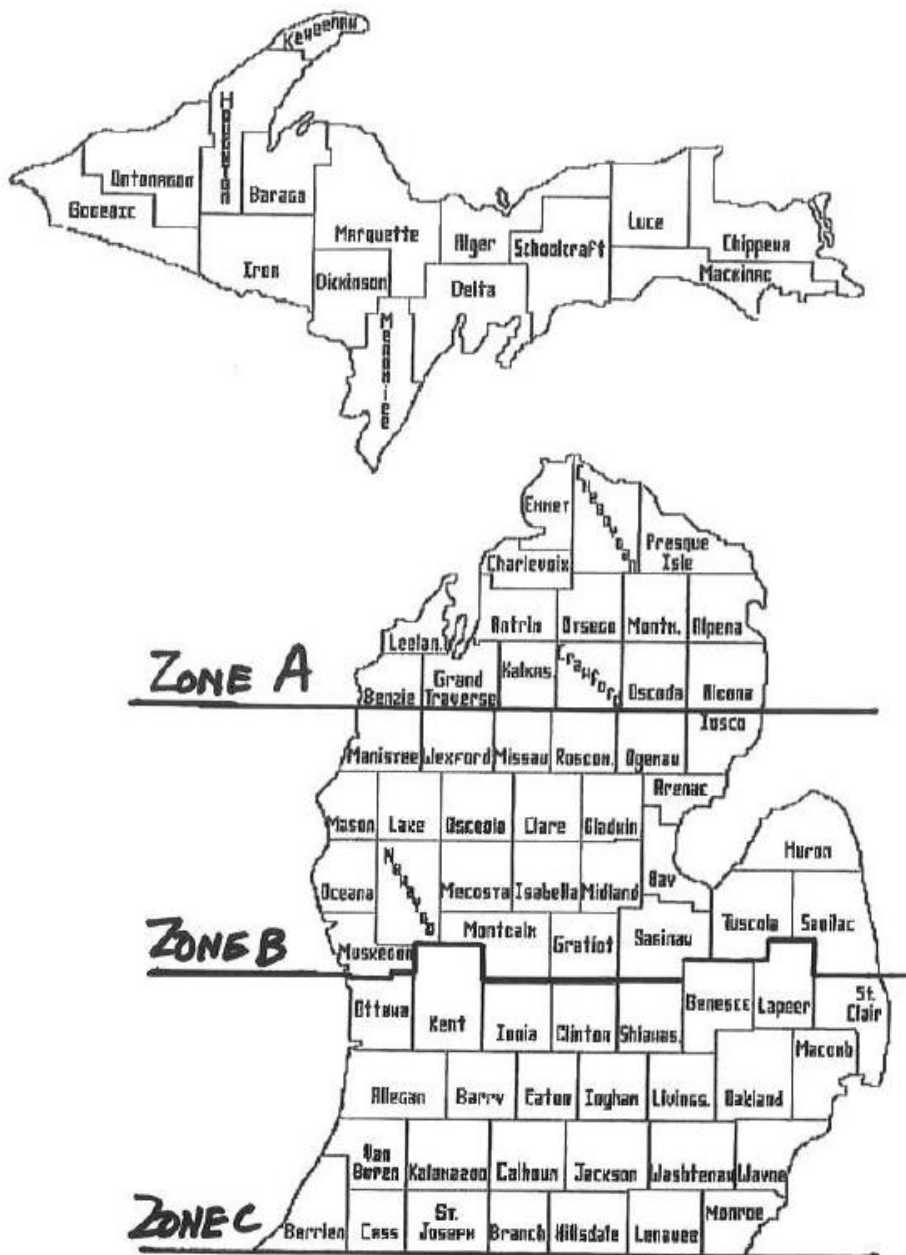 Keweenaw
Houghton
Ontonagon
Baraga
Gogebic
Marquette
Alger
Schoolcraft
Luce
Chippewa
Iron
Dickinson
Delta
Mackinac
Menominee
Emmet
Cheboygan
Presque
Isle
Charlevoix
Antrim Otsego Montm. Alpena
Leelan.
ZONE A
Benzie Grand
Traverse Kalkas. Crawford Oscoda Alcona
Iosco
Manistee Wexford Missau Roscom. Ogemaw
Arenac
Mason Lake Osceola Clare Gladwin
Huron
Oceana Newaygo Mecosta Isabella Midland Bay
Tuscola Sanilac
ZONE B
Muskegon Montcalm Gratiot Saginaw
Ottawa Kent Ionia Clinton Shiawas. Genesee Lapeer St.
Clair
Macomb
Allegan Barry Eaton Ingham Livings. Oakland
Van
Buren Kalamazoo Calhoun Jackson Washtenaw Wayne
ZONE C
Berrien Cass St.
Joseph Branch Hillsdale Lenawee Monroe